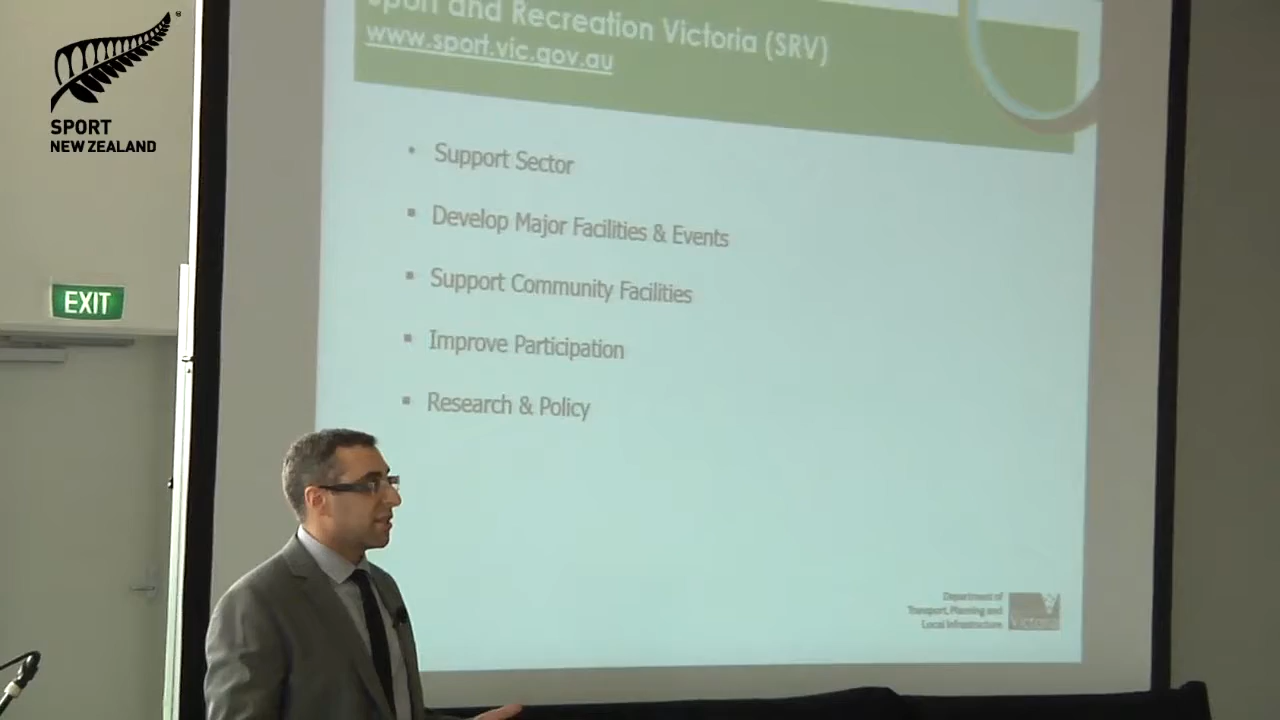 SPORT
NEW ZEALAND
EXIT
Sport and Recreation Victoria (SRV)
www.sport.vic.gov.au
Support Sector
Develop Major Facilities & Events
Support Community Facilities
Improve Participation
Research & Policy
Department of
Transport, Planning and
Local Infrastructure
Victoria